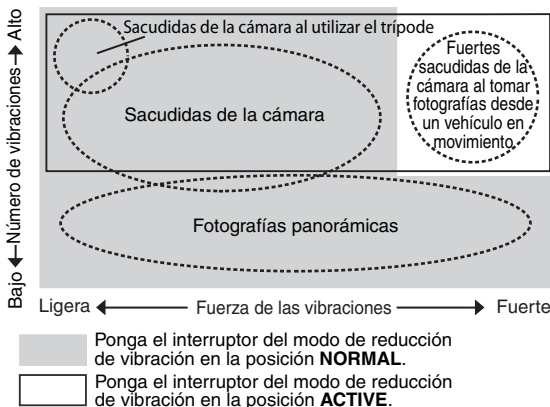 Sacudidas de la cámara al utilizar el trípode
Fuertes
sacudidas de la
cámara al tomar
fotografías desde
un vehículo en
movimiento.
Sacudidas de la cámara
Fotografías panorámicas
Bajo ←Número de vibraciones→ Alto
Ligera ← Fuerza de las vibraciones → Fuerte
Ponga el interruptor del modo de reducción
de vibración en la posición NORMAL.
Ponga el interruptor del modo de reducción
de vibración en la posición ACTIVE.